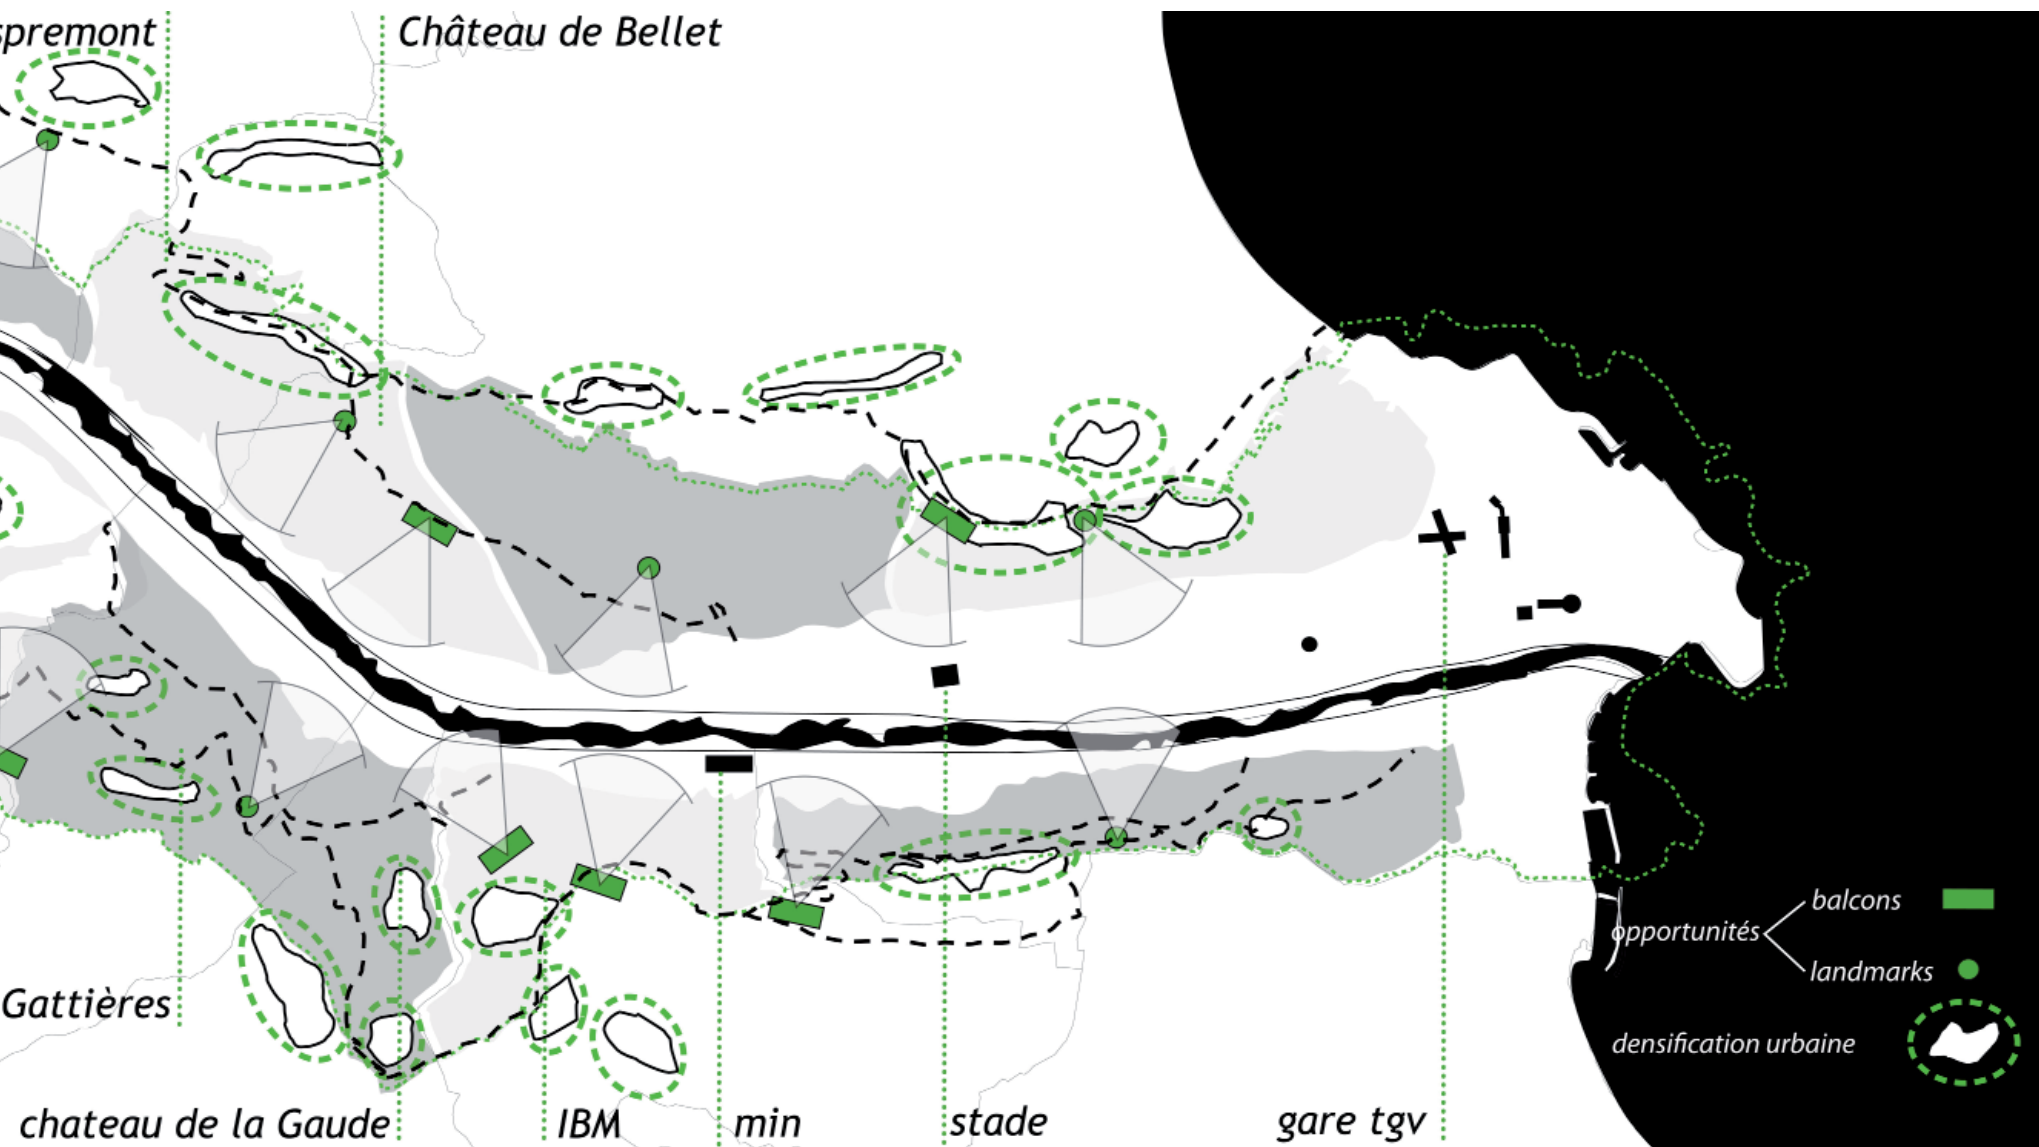 spremont
Château de Bellet
balcons
opportunités
landmarks
densification urbaine
Gattières
chateau de la Gaude
IBM
min
stade
gare tgv